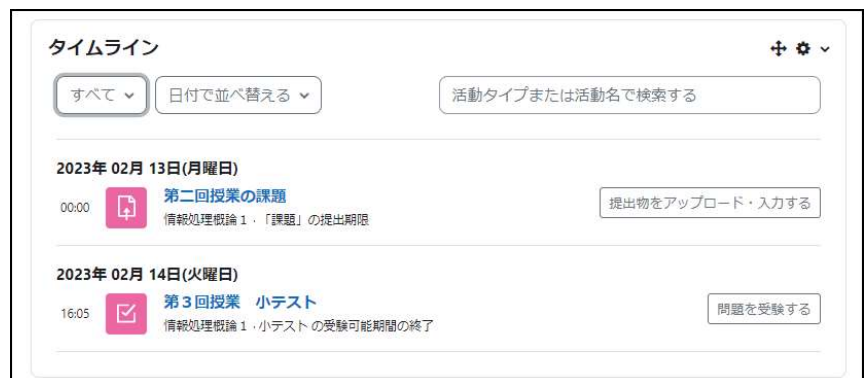 タイムライン
すべて
日付で並べ替える
活動タイプまたは活動名で検索する
2023年 02月 13日(月曜日)
00:00
第二回授業の課題
情報処理概論１・「課題」の提出期限
提出物をアップロード・入力する
2023年 02月 14日(火曜日)
16:05
第３回授業　小テスト
情報処理概論１・小テスト の受験可能期間の終了
問題を受験する